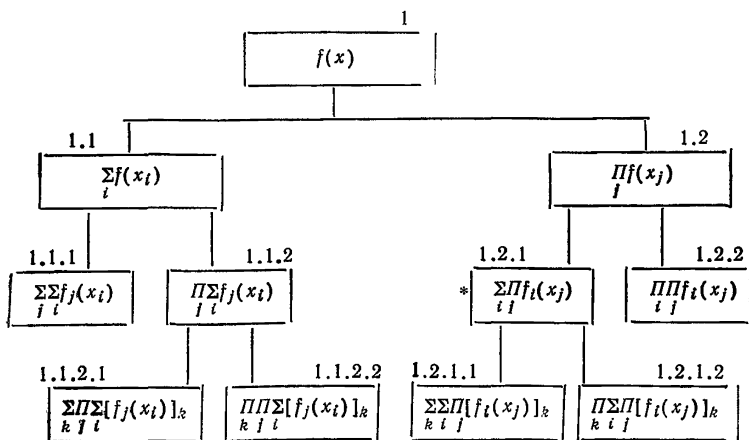 1
f(x)
1.1 1.2
Σf(x_i) Πf(x_j)
i j
1.1.1 1.1.2 1.2.1 1.2.2
ΣΣf_j(x_i) ΠΣf_j(x_i) * ΣΠf_i(x_j) ΠΠf_i(x_j)
j i j i i j i j
1.1.2.1 1.1.2.2 1.2.1.1 1.2.1.2
ΣΠΣ[f_j(x_i)]_k ΠΠΣ[f_j(x_i)]_k ΣΣΠ[f_i(x_j)]_k ΠΣΠ[f_i(x_j)]_k
k j i k j i k i j k i j